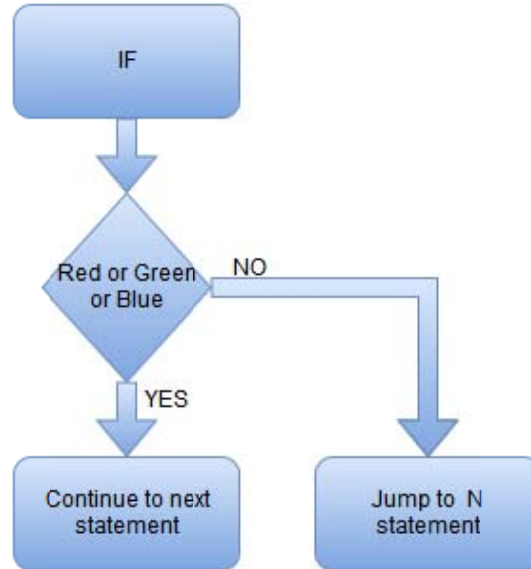 IF
Red or Green
or Blue
NO
YES
Continue to next
statement
Jump to N
statement